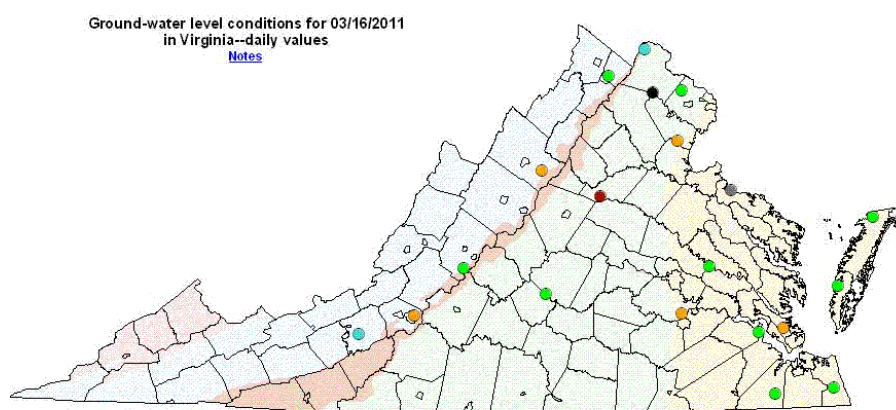 Ground-water level conditions for 03/16/2011
in Virginia--daily values
Notes